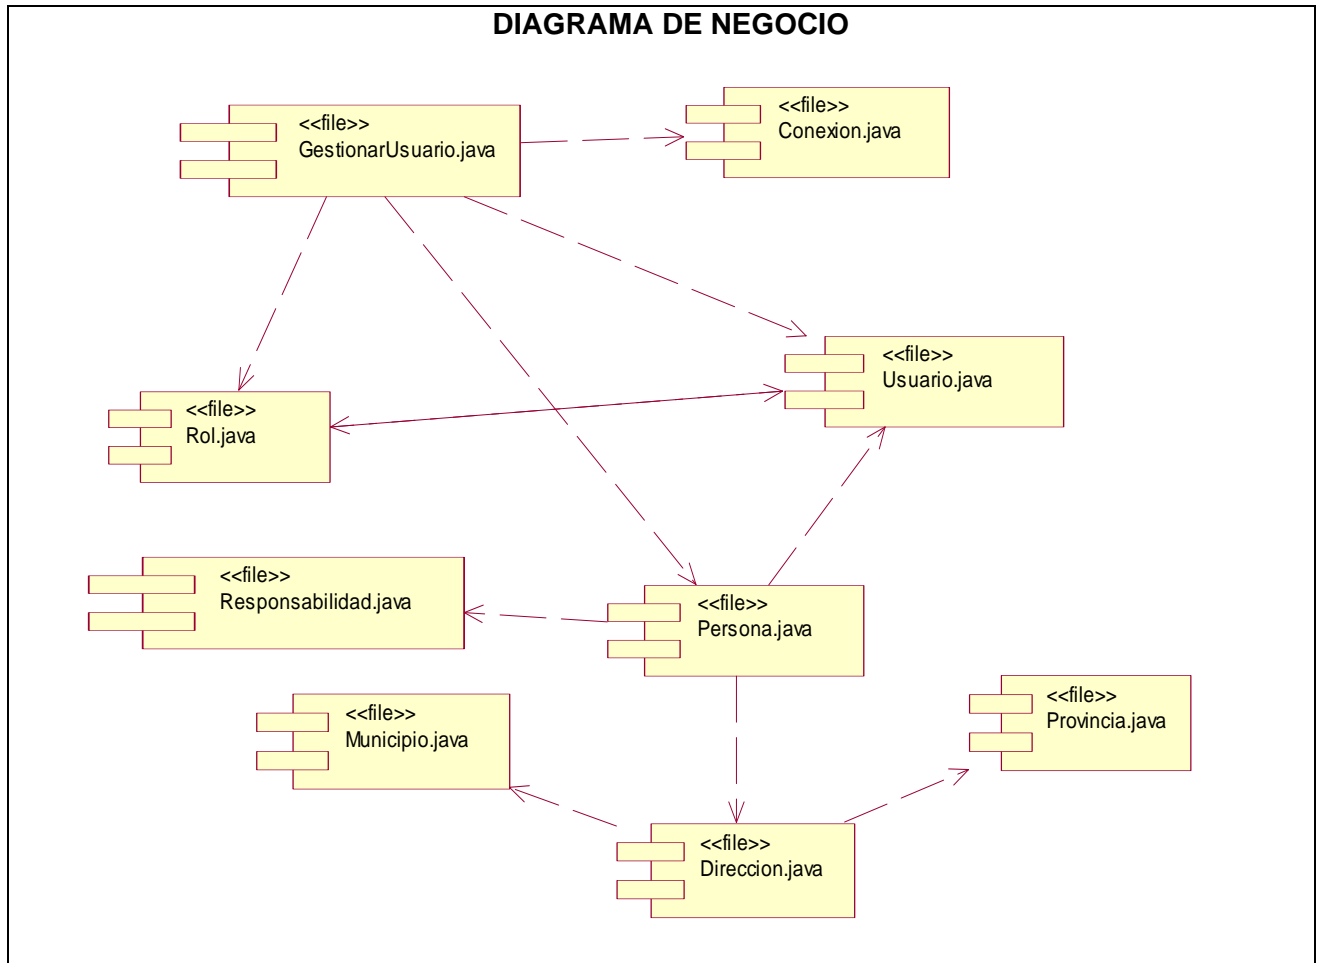 DIAGRAMA DE NEGOCIO
<<file>>
GestionarUsuario.java
<<file>>
Conexion.java
<<file>>
Usuario.java
<<file>>
Rol.java
<<file>>
Responsabilidad.java
<<file>>
Persona.java
<<file>>
Municipio.java
<<file>>
Provincia.java
<<file>>
Direccion.java